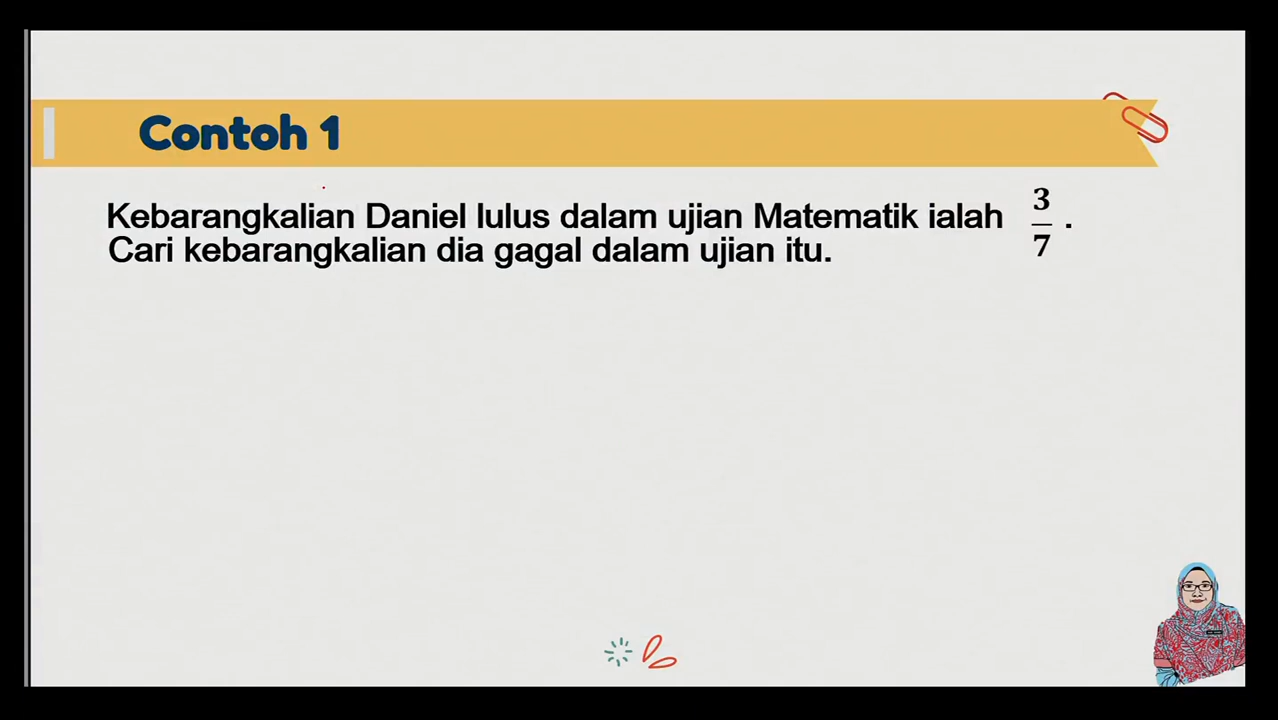 Contoh 1
Kebarangkalian Daniel lulus dalam ujian Matematik ialah 3/7 .
Cari kebarangkalian dia gagal dalam ujian itu.